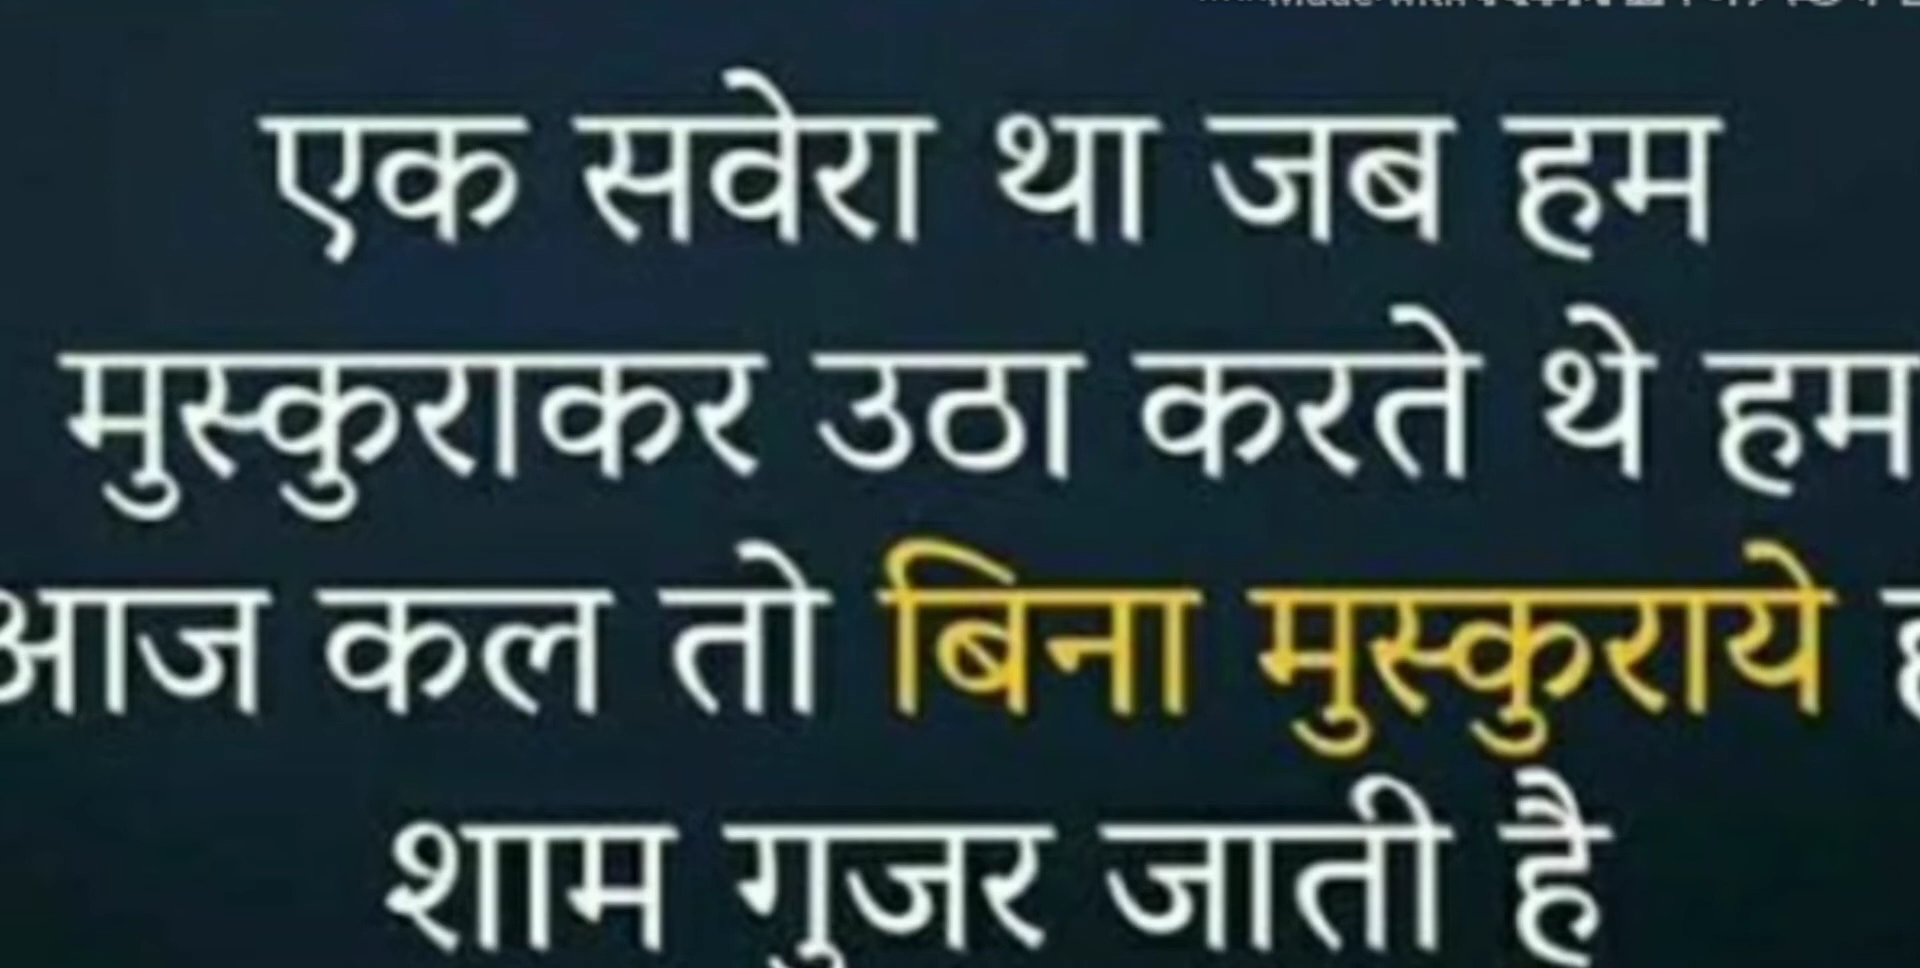 एक सवेरा था जब हम
मुस्कुराकर उठा करते थे हम
आज कल तो बिना मुस्कुराये
शाम गुजर जाती है